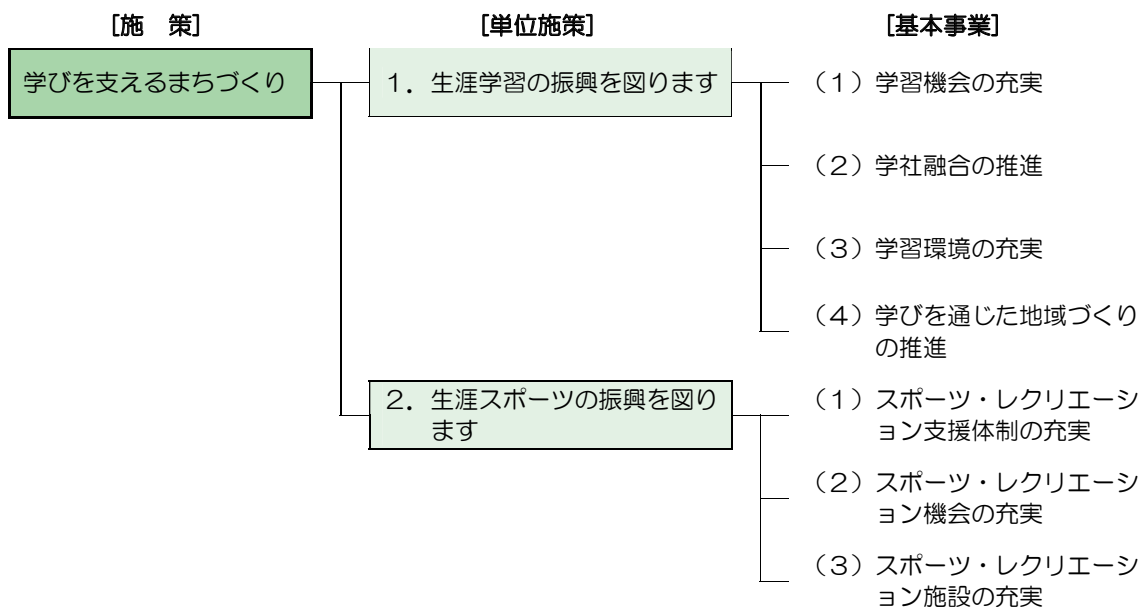 [施　策]
[単位施策]
[基本事業]
学びを支えるまちづくり
１．生涯学習の振興を図ります
（１）学習機会の充実
（２）学社融合の推進
（３）学習環境の充実
（４）学びを通じた地域づくり
の推進
２．生涯スポーツの振興を図り
ます
（１）スポーツ・レクリエーシ
ョン支援体制の充実
（２）スポーツ・レクリエーシ
ョン機会の充実
（３）スポーツ・レクリエーシ
ョン施設の充実